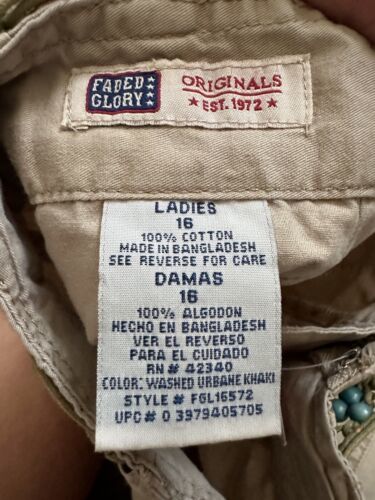 FADED
GLORY
ORIGINALS
EST. 1972
LADIES
16
100% COTTON
MADE IN BANGLADESH
SEE REVERSE FOR CARE
DAMAS
16
100% ALGODON
HECHO EN BANGLADESH
VER EL REVERSO
PARA EL CUIDADO
RN # 42340
COLOR: WASHED URBANE KHAKI
STYLE # FGL16572
UPC# 0 3979405705